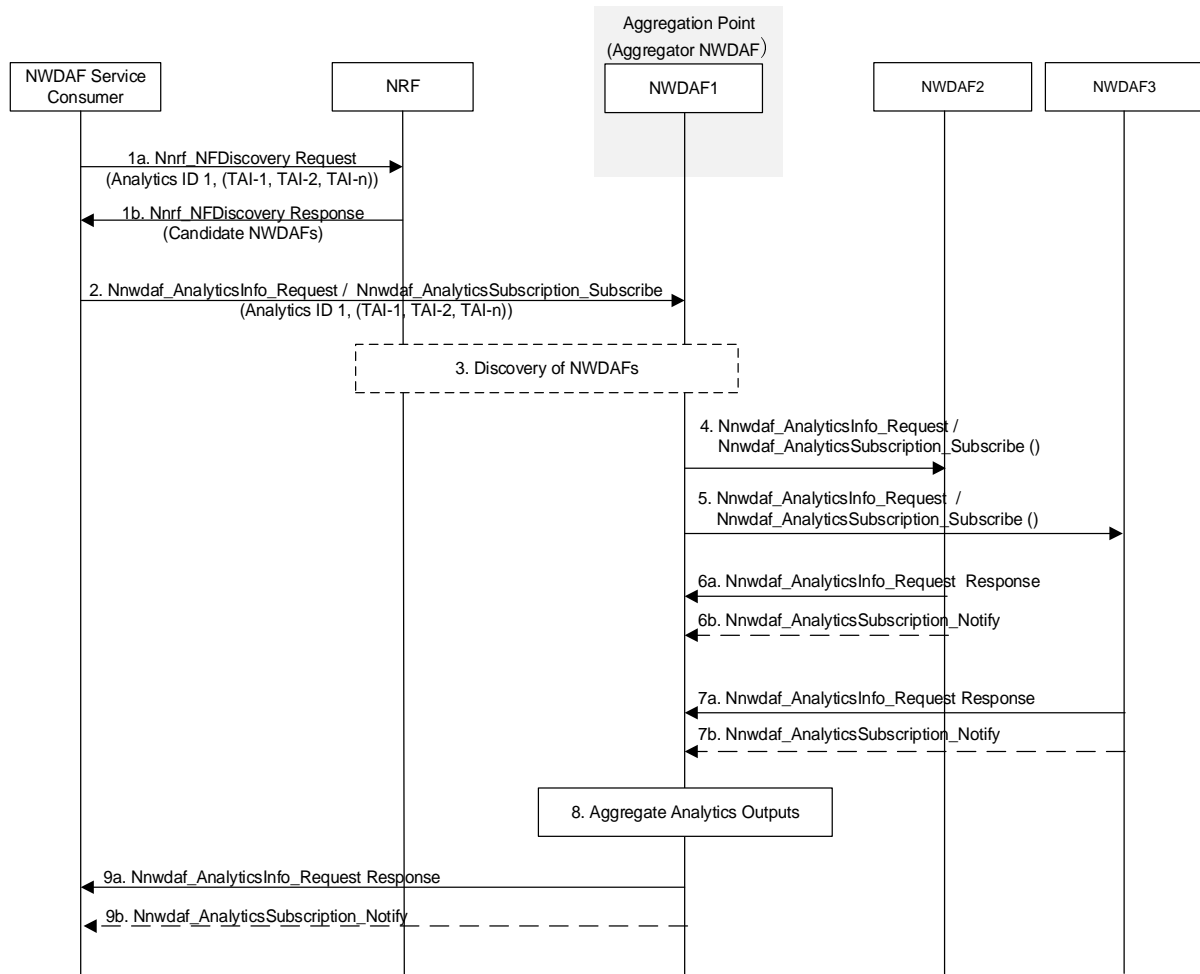 Aggregation Point
(Aggregator NWDAF)
NWDAF Service
Consumer
NRF
NWDAF1
NWDAF2
NWDAF3
1a. Nnrf_NFDiscovery Request
(Analytics ID 1, (TAI-1, TAI-2, TAI-n))
1b. Nnrf_NFDiscovery Response
(Candidate NWDAFs)
2. Nnwdaf_AnalyticsInfo_Request / Nnwdaf_AnalyticsSubscription_Subscribe
(Analytics ID 1, (TAI-1, TAI-2, TAI-n))
3. Discovery of NWDAFs
4. Nnwdaf_AnalyticsInfo_Request /
Nnwdaf_AnalyticsSubscription_Subscribe ()
5. Nnwdaf_AnalyticsInfo_Request /
Nnwdaf_AnalyticsSubscription_Subscribe ()
6a. Nnwdaf_AnalyticsInfo_Request Response
6b. Nnwdaf_AnalyticsSubscription_Notify
7a. Nnwdaf_AnalyticsInfo_Request Response
7b. Nnwdaf_AnalyticsSubscription_Notify
8. Aggregate Analytics Outputs
9a. Nnwdaf_AnalyticsInfo_Request Response
9b. Nnwdaf_AnalyticsSubscription_Notify